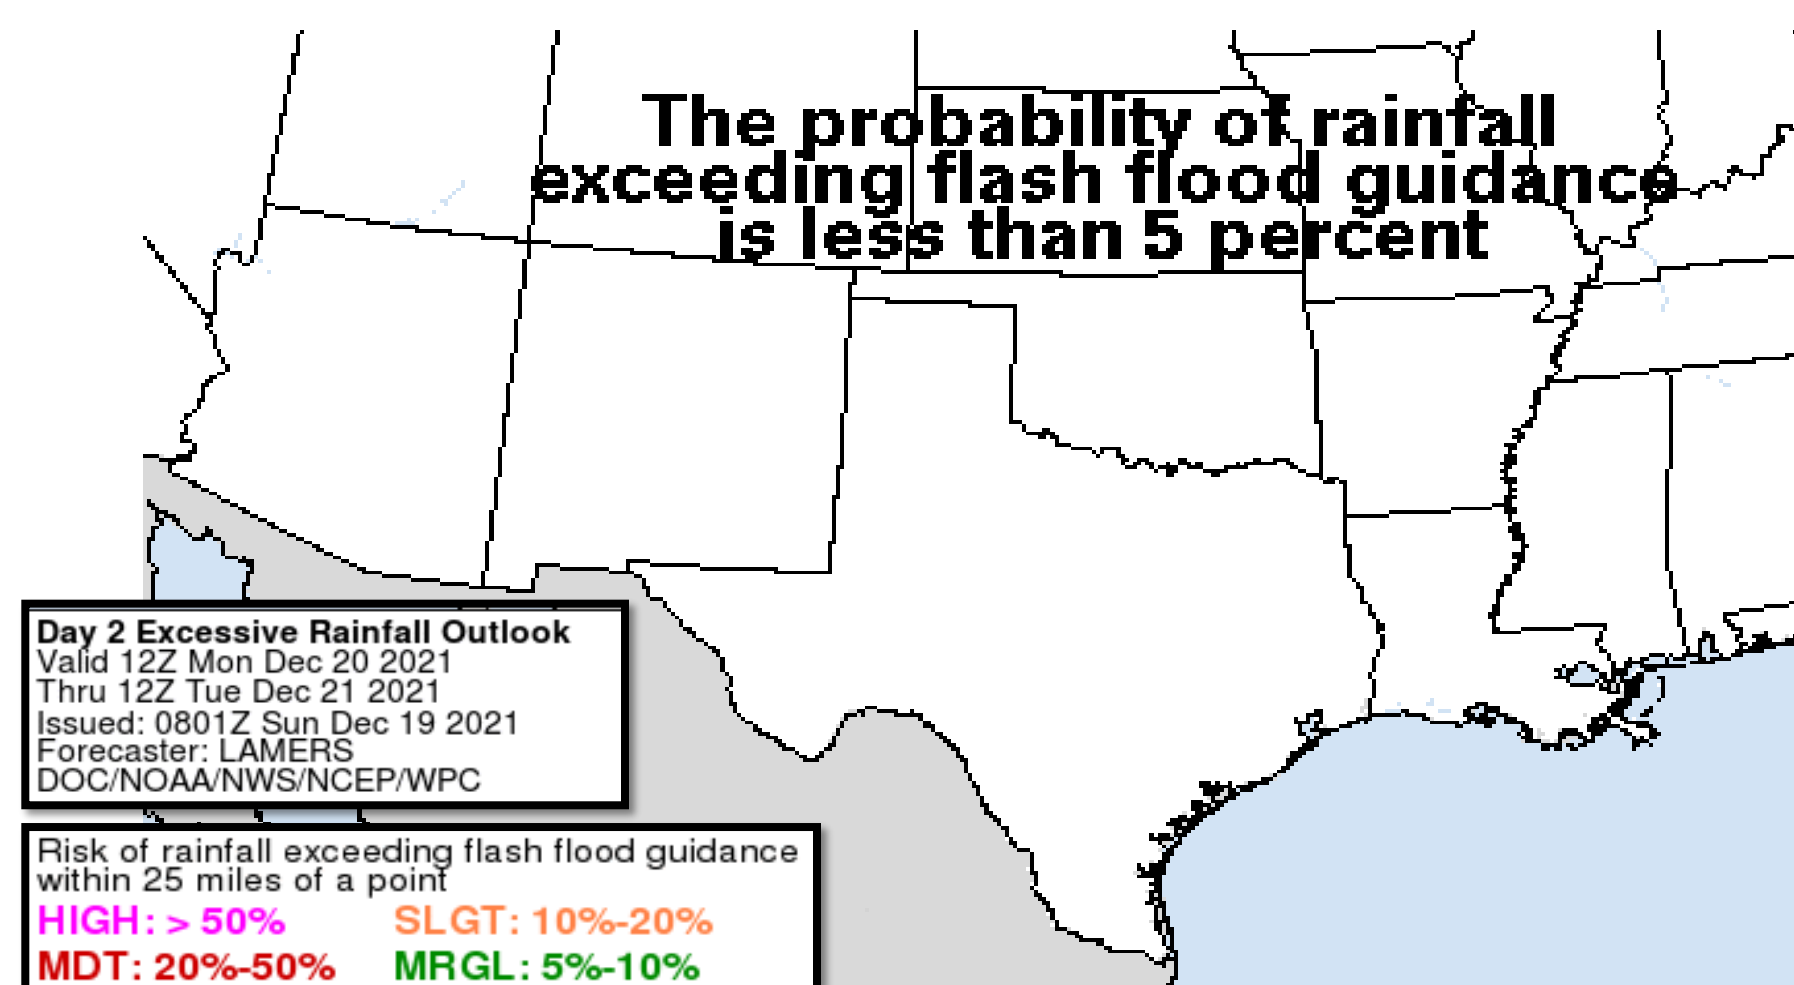 The probability of rainfall
exceeding flash flood guidance
is less than 5 percent
Day 2 Excessive Rainfall Outlook
Valid 12Z Mon Dec 20 2021
Thru 12Z Tue Dec 21 2021
Issued: 0801Z Sun Dec 19 2021
Forecaster: LAMERS
DOC/NOAA/NWS/NCEP/WPC
Risk of rainfall exceeding flash flood guidance
within 25 miles of a point
HIGH: > 50% SLGT: 10%-20%
MDT: 20%-50% MRGL: 5%-10%